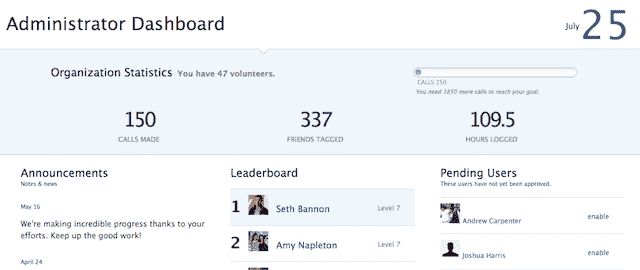 Administrator Dashboard
July 25
Organization Statistics You have 47 volunteers.
CALLS 150
You need 1850 more calls to reach your goal.
150 337 109.5
CALLS MADE FRIENDS TAGGED HOURS LOGGED
Announcements
Notes & news
May 16
We're making incredible progress thanks to your
efforts. Keep up the good work!
April 24
Leaderboard
1 Seth Bannon Level 7
2 Amy Napleton Level 7
Pending Users
These users have not yet been approved.
Andrew Carpenter enable
Joshua Harris enable